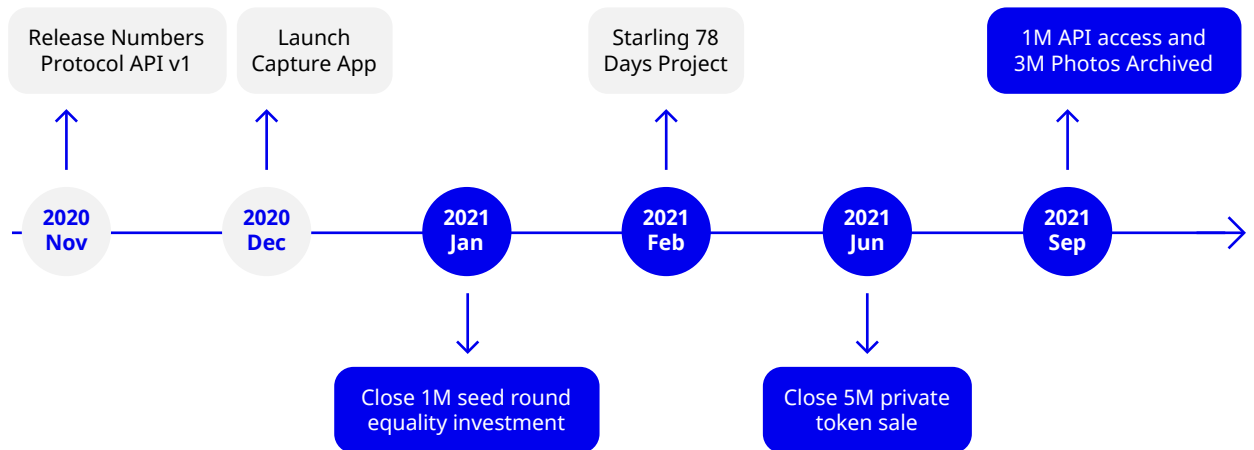 Release Numbers
Protocol API v1
Launch
Capture App
Starling 78
Days Project
1M API access and
3M Photos Archived
2020
Nov
2020
Dec
2021
Jan
2021
Feb
2021
Jun
2021
Sep
Close 1M seed round
equality investment
Close 5M private
token sale